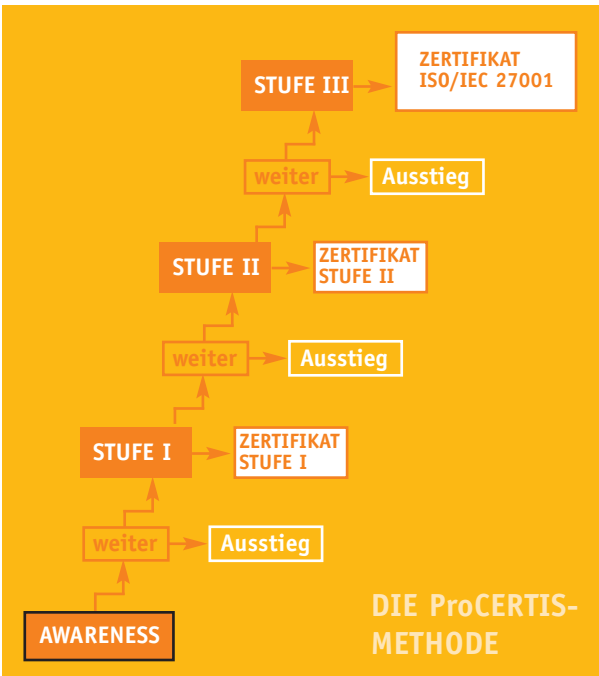 ZERTIFIKAT
ISO/IEC 27001
STUFE III
weiter
Ausstieg
ZERTIFIKAT
STUFE II
STUFE II
weiter
Ausstieg
ZERTIFIKAT
STUFE I
STUFE I
weiter
Ausstieg
DIE ProCERTIS-
METHODE
AWARENESS